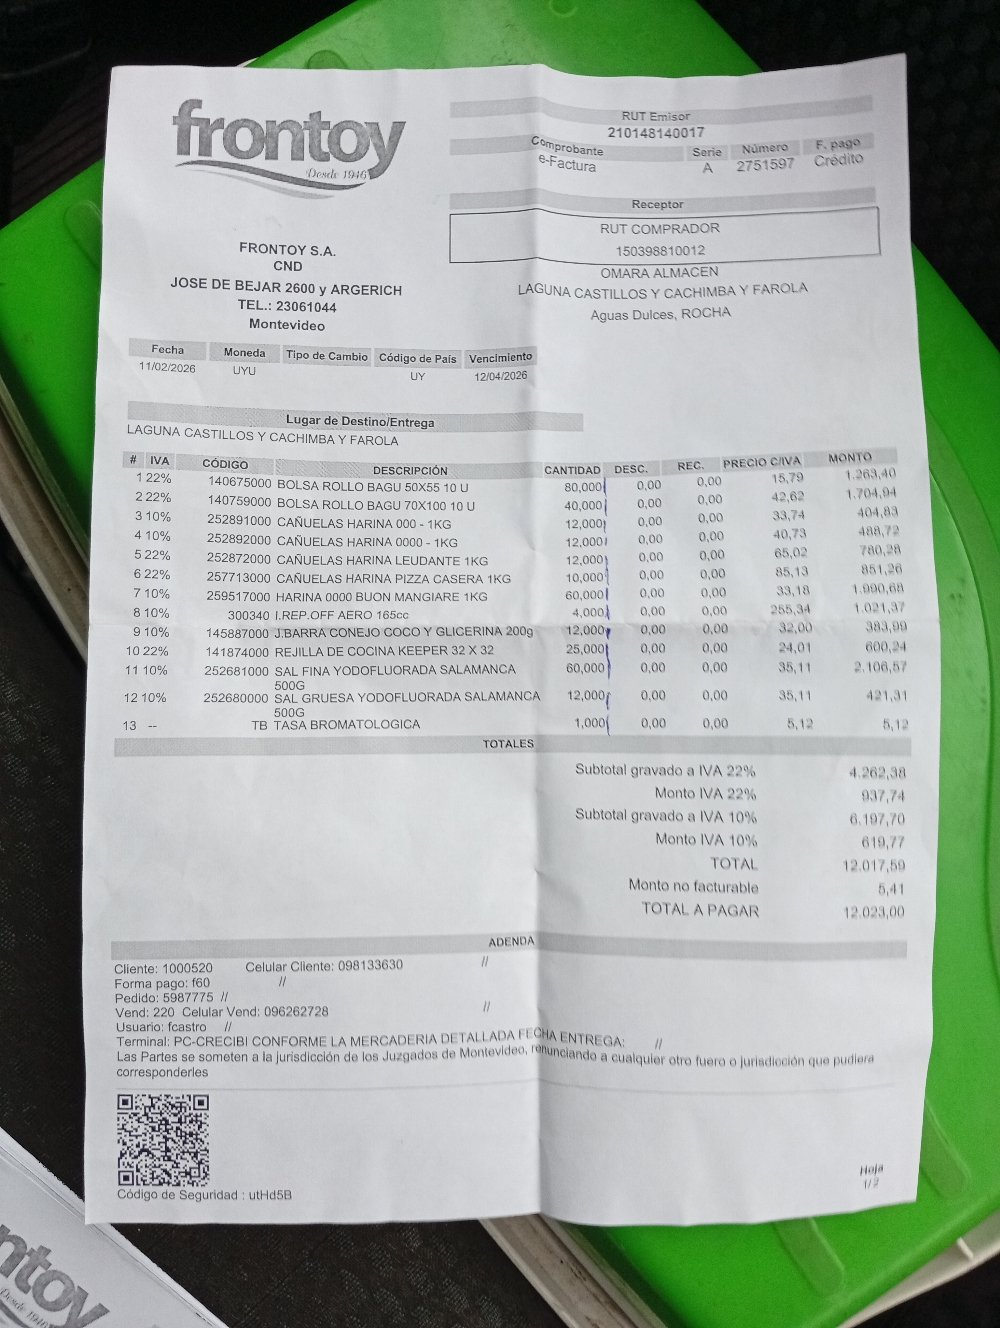 frontoy
Desde 1946
RUT Emisor
210148140017
Comprobante Serie Número F. pago
e-Factura A 2751597 Crédito
Receptor
RUT COMPRADOR
150398810012
OMARA ALMACEN
LAGUNA CASTILLOS Y CACHIMBA Y FAROLA
Aguas Dulces, ROCHA
FRONTOY S.A.
CND
JOSE DE BEJAR 2600 y ARGERICH
TEL.: 23061044
Montevideo
Fecha Moneda Tipo de Cambio Código de País Vencimiento
11/02/2026 UYU UY 12/04/2026
Lugar de Destino/Entrega
LAGUNA CASTILLOS Y CACHIMBA Y FAROLA
# IVA CÓDIGO DESCRIPCIÓN CANTIDAD DESC. REC. PRECIO C/IVA MONTO
1 22% 140675000 BOLSA ROLLO BAGU 50X55 10 U 80,000 0,00 0,00 15,79 1.263,40
2 22% 140759000 BOLSA ROLLO BAGU 70X100 10 U 40,000 0,00 0,00 42,62 1.704,94
3 10% 252891000 CAÑUELAS HARINA 000 - 1KG 12,000 0,00 0,00 33,74 404,83
4 10% 252892000 CAÑUELAS HARINA 0000 - 1KG 12,000 0,00 0,00 40,73 488,72
5 22% 252872000 CAÑUELAS HARINA LEUDANTE 1KG 12,000 0,00 0,00 65,02 780,28
6 22% 257713000 CAÑUELAS HARINA PIZZA CASERA 1KG 10,000 0,00 0,00 85,13 851,26
7 10% 259517000 HARINA 0000 BUON MANGIARE 1KG 60,000 0,00 0,00 33,18 1.990,68
8 10% 300340 I.REP.OFF AERO 165cc 4,000 0,00 0,00 255,34 1.021,37
9 10% 145887000 J.BARRA CONEJO COCO Y GLICERINA 200g 12,000 0,00 0,00 32,00 383,99
10 22% 141874000 REJILLA DE COCINA KEEPER 32 X 32 25,000 0,00 0,00 24,01 600,24
11 10% 252681000 SAL FINA YODOFLUORADA SALAMANCA 60,000 0,00 0,00 35,11 2.106,57
500G
12 10% 252680000 SAL GRUESA YODOFLUORADA SALAMANCA 12,000 0,00 0,00 35,11 421,31
500G
13 -- TB TASA BROMATOLOGICA 1,000 0,00 0,00 5,12 5,12
TOTALES
Subtotal gravado a IVA 22% 4.262,38
Monto IVA 22% 937,74
Subtotal gravado a IVA 10% 6.197,70
Monto IVA 10% 619,77
TOTAL 12.017,59
Monto no facturable 5,41
TOTAL A PAGAR 12.023,00
ADENDA
Cliente: 1000520 Celular Cliente: 098133630 //
Forma pago: f60 //
Pedido: 5987775 //
Vend: 220 Celular Vend: 096262728 //
Usuario: fcastro //
Terminal: PC-CRECIBI CONFORME LA MERCADERIA DETALLADA FECHA ENTREGA: //
Las Partes se someten a la jurisdicción de los Juzgados de Montevideo, renunciando a cualquier otro fuero o jurisdicción que pudiera
corresponderles
Código de Seguridad : utHd5B
Hoja
1/2
ntoy
Desde 1946